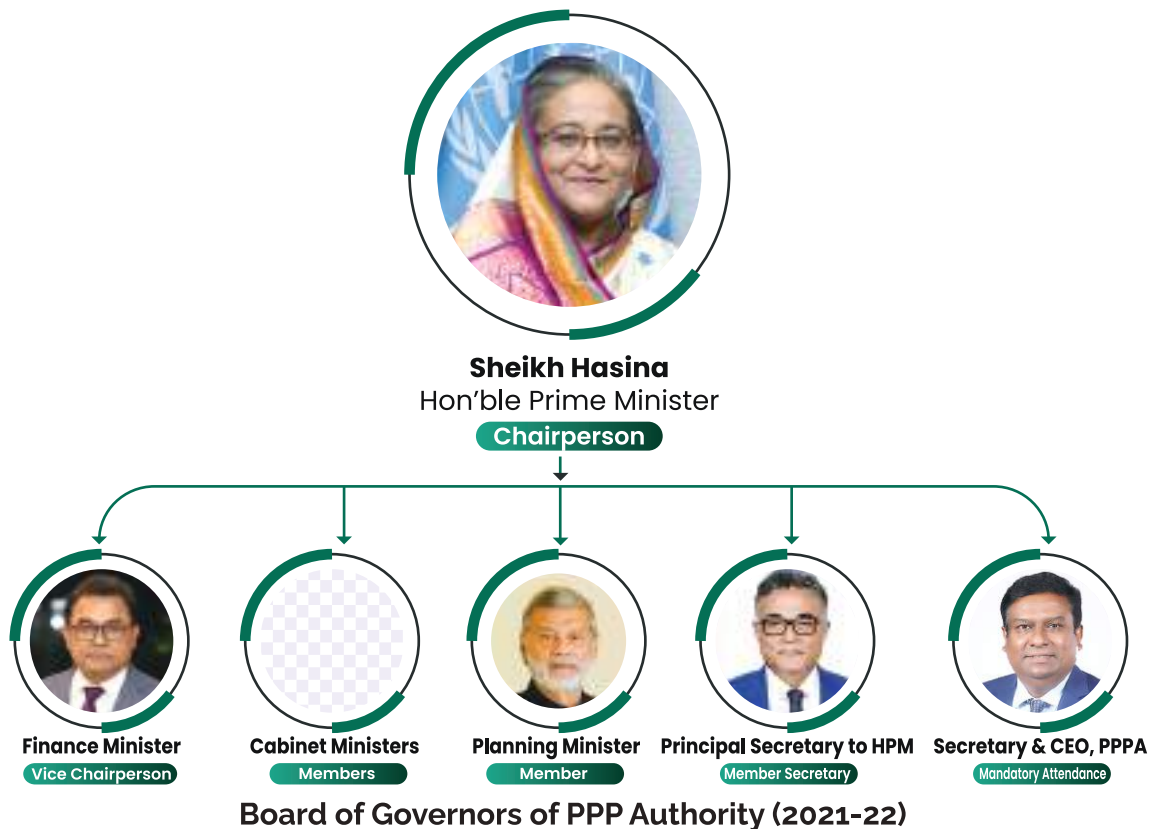 Sheikh Hasina
Hon’ble Prime Minister
Chairperson
Finance Minister
Vice Chairperson
Cabinet Ministers
Members
Planning Minister
Member
Principal Secretary to HPM
Member Secretary
Secretary & CEO, PPPA
Mandatory Attendance
Board of Governors of PPP Authority (2021-22)